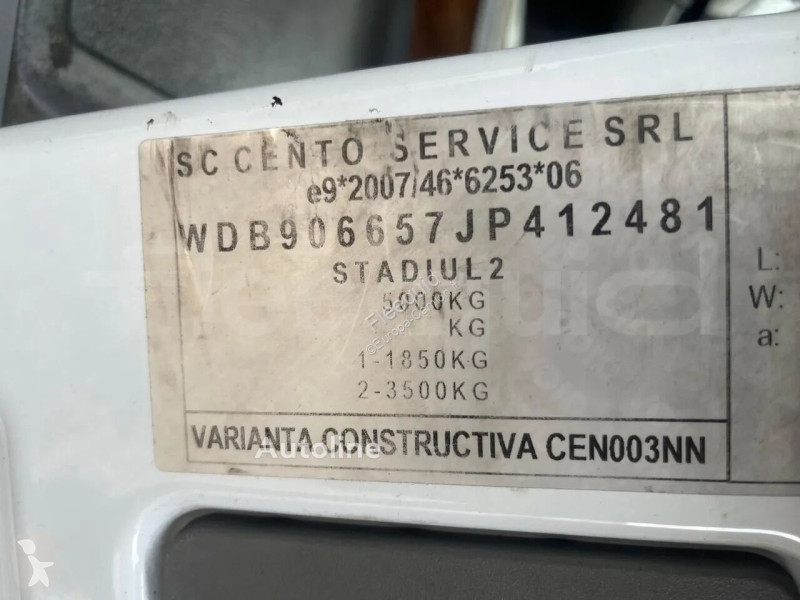 SC CENTO SERVICE SRL
e9*2007/46*6253*06
WDB906657JP412481
STADIUL2
5000KG
KG
1-1850KG
2-3500KG
VARIANTA CONSTRUCTIVA CEN003NN
L:
W:
a:
Autoline